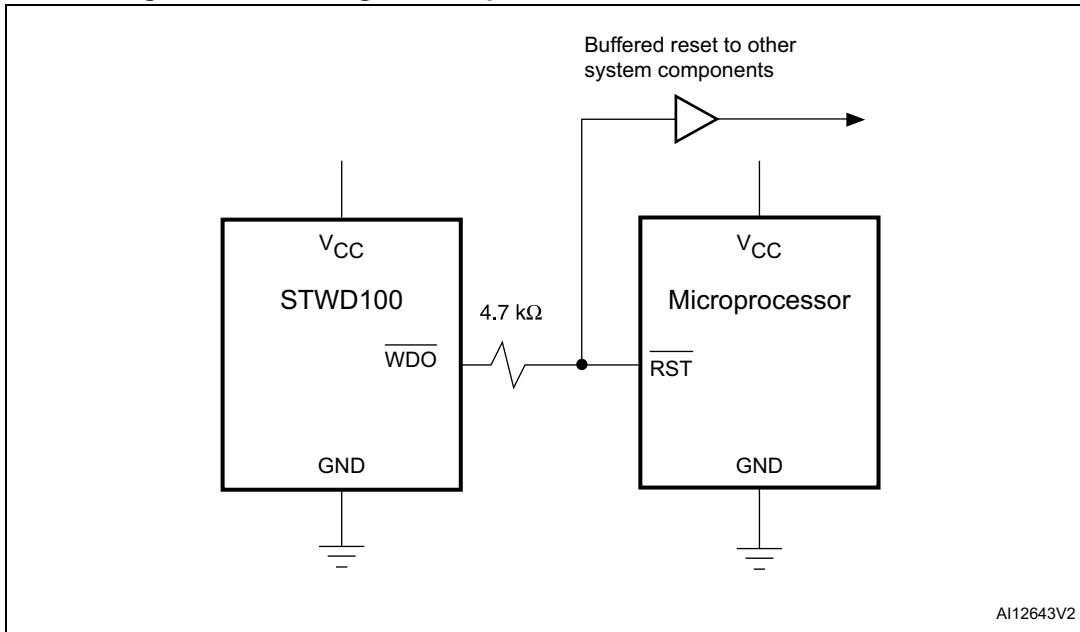 Buffered reset to other
system components
VCC
STWD100
WDO
GND
4.7 kΩ
VCC
Microprocessor
RST
GND
AI12643V2